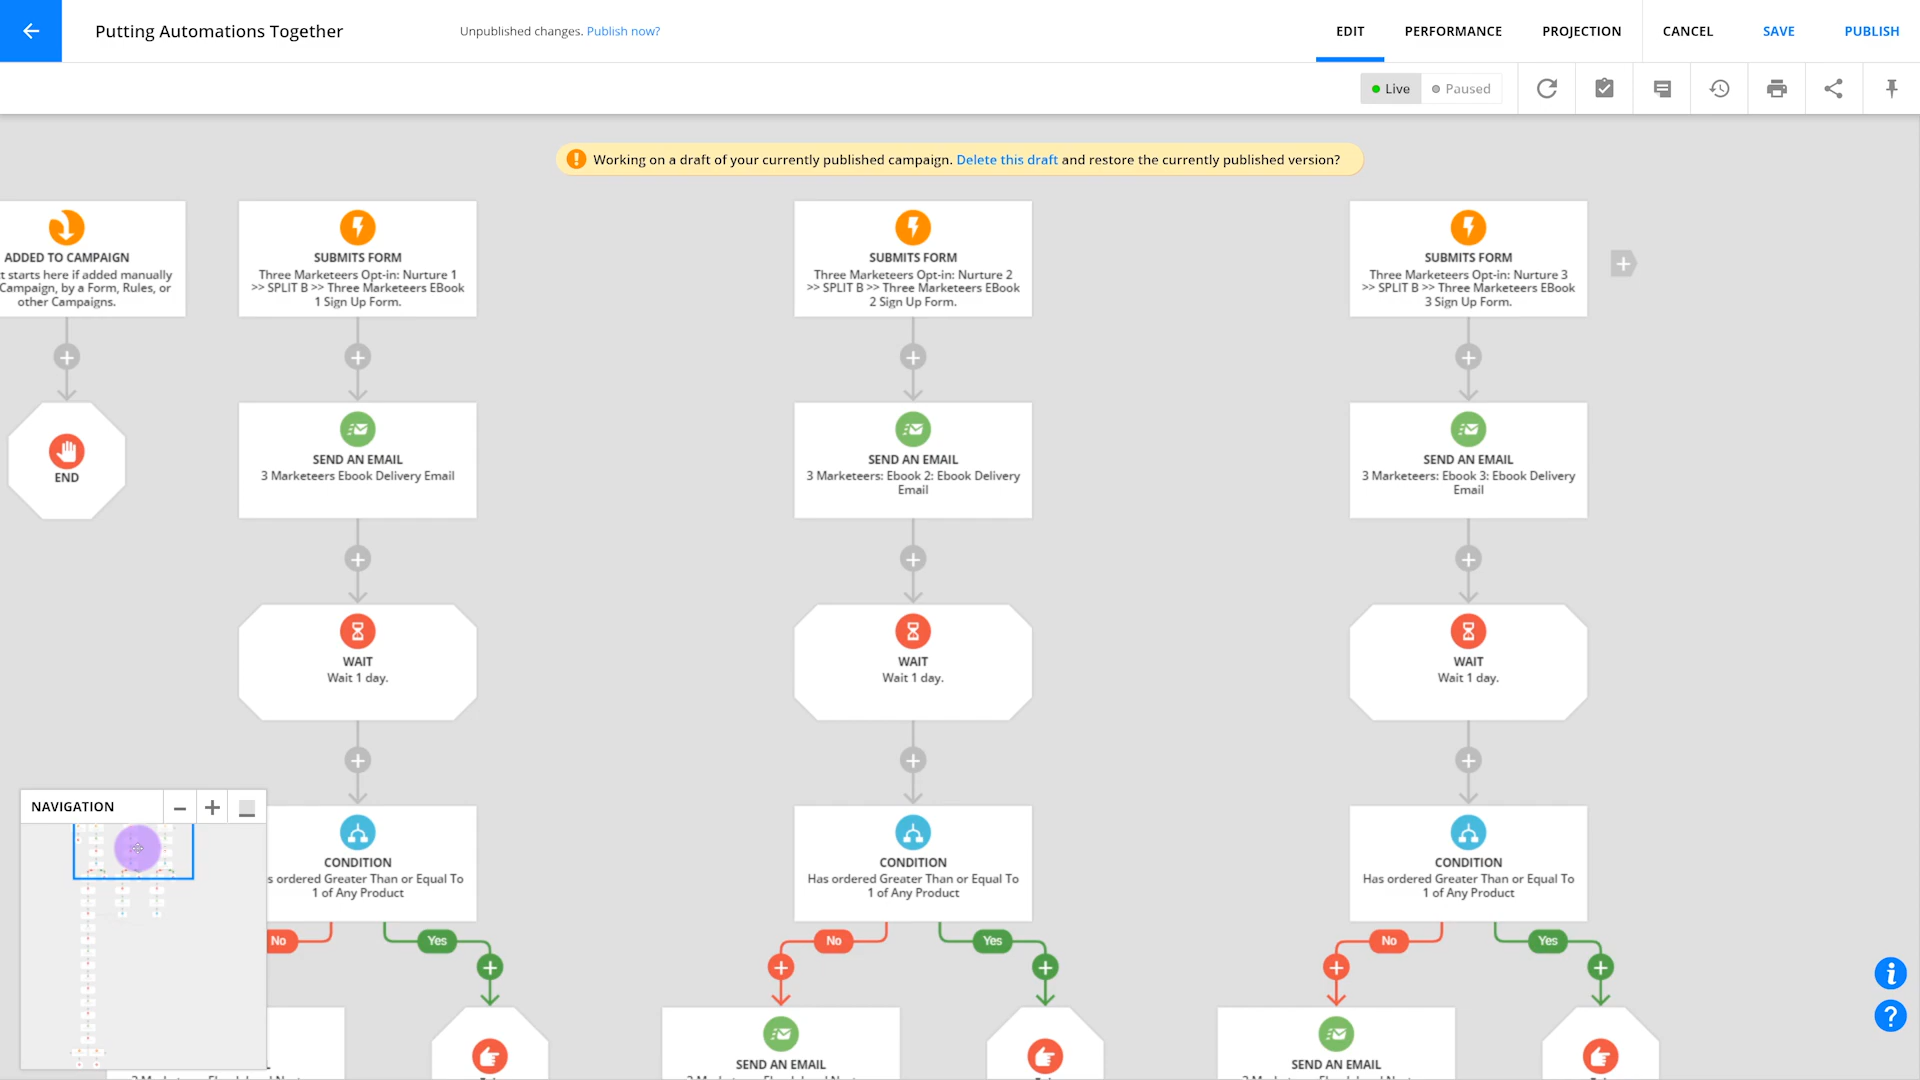 Putting Automations Together
Unpublished changes. Publish now?
EDIT
PERFORMANCE
PROJECTION
CANCEL
SAVE
PUBLISH
Live
Paused
Working on a draft of your currently published campaign. Delete this draft and restore the currently published version?
ADDED TO CAMPAIGN
t starts here if added manually
Campaign, by a Form, Rules, or
other Campaigns.
END
SUBMITS FORM
Three Marketeers Opt-in: Nurture 1
>> SPLIT B >> Three Marketeers EBook
1 Sign Up Form.
SUBMITS FORM
Three Marketeers Opt-in: Nurture 2
>> SPLIT B >> Three Marketeers EBook
2 Sign Up Form.
SUBMITS FORM
Three Marketeers Opt-in: Nurture 3
>> SPLIT B >> Three Marketeers EBook
3 Sign Up Form.
SEND AN EMAIL
3 Marketeers Ebook Delivery Email
SEND AN EMAIL
3 Marketeers: Ebook 2: Ebook Delivery
Email
SEND AN EMAIL
3 Marketeers: Ebook 3: Ebook Delivery
Email
WAIT
Wait 1 day.
WAIT
Wait 1 day.
WAIT
Wait 1 day.
NAVIGATION
CONDITION
s ordered Greater Than or Equal To
1 of Any Product
CONDITION
Has ordered Greater Than or Equal To
1 of Any Product
CONDITION
Has ordered Greater Than or Equal To
1 of Any Product
No
Yes
No
Yes
No
Yes
SEND AN EMAIL
SEND AN EMAIL